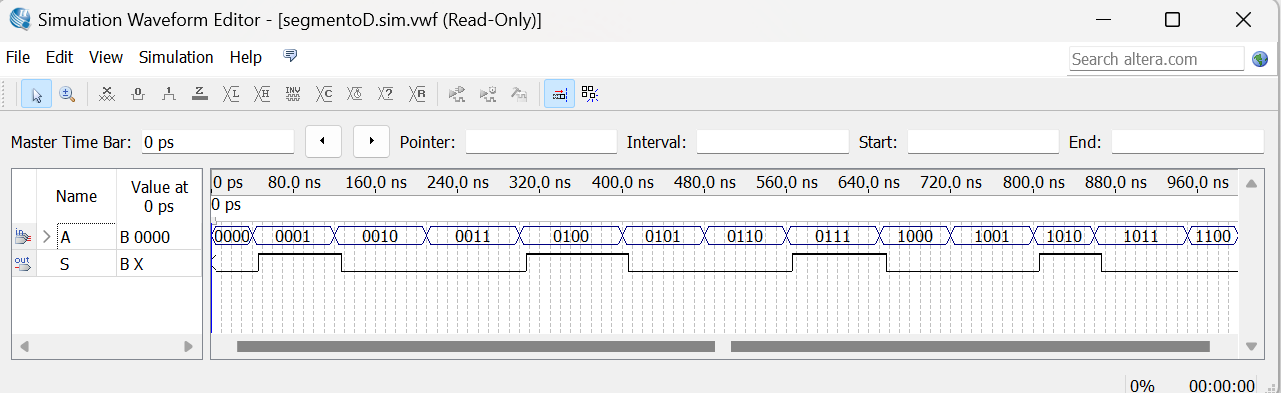 Simulation Waveform Editor - [segmentoD.sim.vwf (Read-Only)]
File Edit View Simulation Help
Search altera.com
Master Time Bar: 0 ps Pointer: Interval: Start: End:
Name Value at 0 ps
0 ps 80.0 ns 160.0 ns 240.0 ns 320.0 ns 400.0 ns 480.0 ns 560.0 ns 640.0 ns 720.0 ns 800.0 ns 880.0 ns 960.0 ns
0 ps
in A B 0000 0000 0001 0010 0011 0100 0101 0110 0111 1000 1001 1010 1011 1100
out S B X
0% 00:00:00